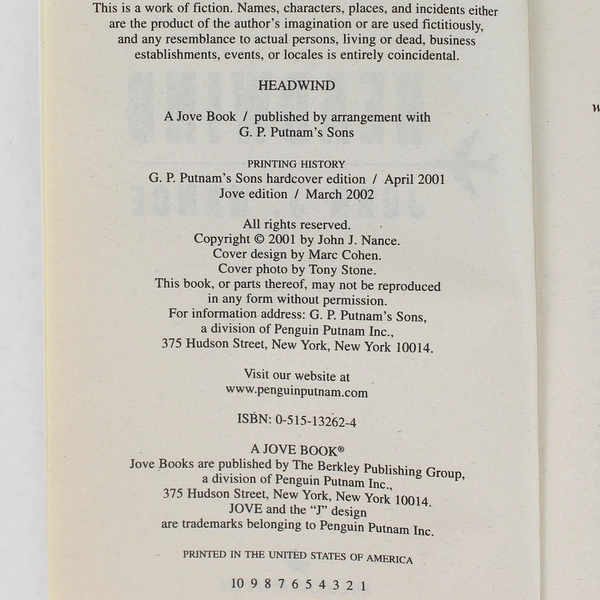 This is a work of fiction. Names, characters, places, and incidents either
are the product of the author's imagination or are used fictitiously,
and any resemblance to actual persons, living or dead, business
establishments, events, or locales is entirely coincidental.
HEADWIND
A Jove Book / published by arrangement with
G. P. Putnam's Sons
PRINTING HISTORY
G. P. Putnam's Sons hardcover edition / April 2001
Jove edition / March 2002
All rights reserved.
Copyright © 2001 by John J. Nance.
Cover design by Marc Cohen.
Cover photo by Tony Stone.
This book, or parts thereof, may not be reproduced
in any form without permission.
For information address: G. P. Putnam's Sons,
a division of Penguin Putnam Inc.,
375 Hudson Street, New York, New York 10014.
Visit our website at
www.penguinputnam.com
ISBN: 0-515-13262-4
A JOVE BOOK®
Jove Books are published by The Berkley Publishing Group,
a division of Penguin Putnam Inc.,
375 Hudson Street, New York, New York 10014.
JOVE and the "J" design
are trademarks belonging to Penguin Putnam Inc.
PRINTED IN THE UNITED STATES OF AMERICA
10 9 8 7 6 5 4 3 2 1